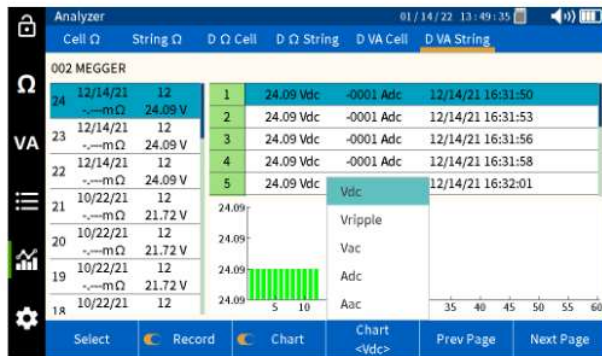 Analyzer 01/14/22 13:49:35
Cell Ω String Ω D Ω Cell D Ω String D VA Cell D VA String
002 MEGGER
Ω
VA
24 12/14/21 12
-.---mΩ 24.09 V
23 12/14/21 12
-.---mΩ 24.09 V
22 12/14/21 12
-.---mΩ 24.09 V
21 10/22/21 12
-.---mΩ 21.72 V
20 10/22/21 12
-.---mΩ 21.72 V
19 10/22/21 12
-.---mΩ 21.72 V
18 10/22/21 12
1 24.09 Vdc -0001 Adc 12/14/21 16:31:50
2 24.09 Vdc -0001 Adc 12/14/21 16:31:53
3 24.09 Vdc -0001 Adc 12/14/21 16:31:56
4 24.09 Vdc -0001 Adc 12/14/21 16:31:58
5 24.09 Vdc 12/14/21 16:32:01
Vdc
Vripple
Vac
Adc
Aac
24.09
24.09
24.09
24.09
5 10 35 40 45 50 55 60
Select Record Chart Chart <Vdc> Prev Page Next Page